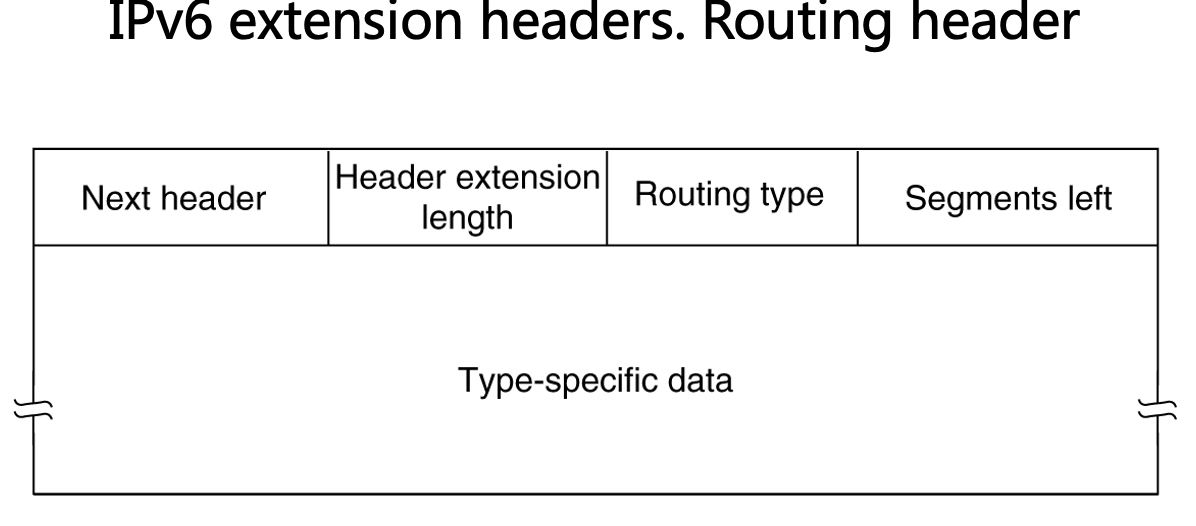 IPv6 extension headers. Routing header
Next header
Header extension
length
Routing type
Segments left
Type-specific data